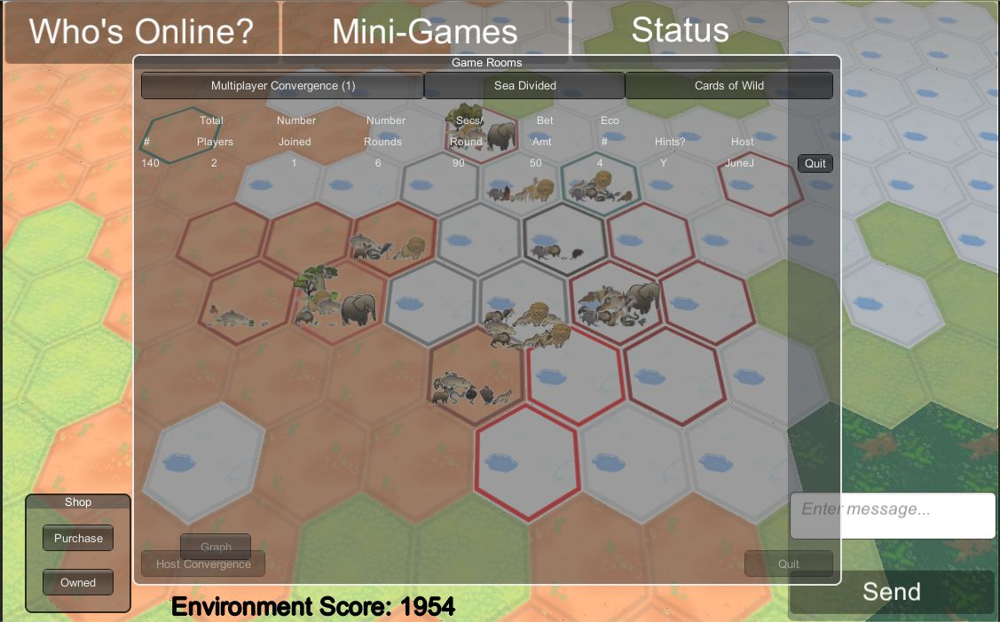 Who's Online?
Mini-Games
Status
Game Rooms
Multiplayer Convergence (1)
Sea Divided
Cards of Wild
Total Number Number Secs/ Bet Eco
# Players Joined Rounds Round Amt # Hints? Host
140 2 1 6 90 50 4 Y JuneJ Quit
Shop
Purchase
Owned
Graph
Host Convergence
Quit
Enter message...
Send
Environment Score: 1954